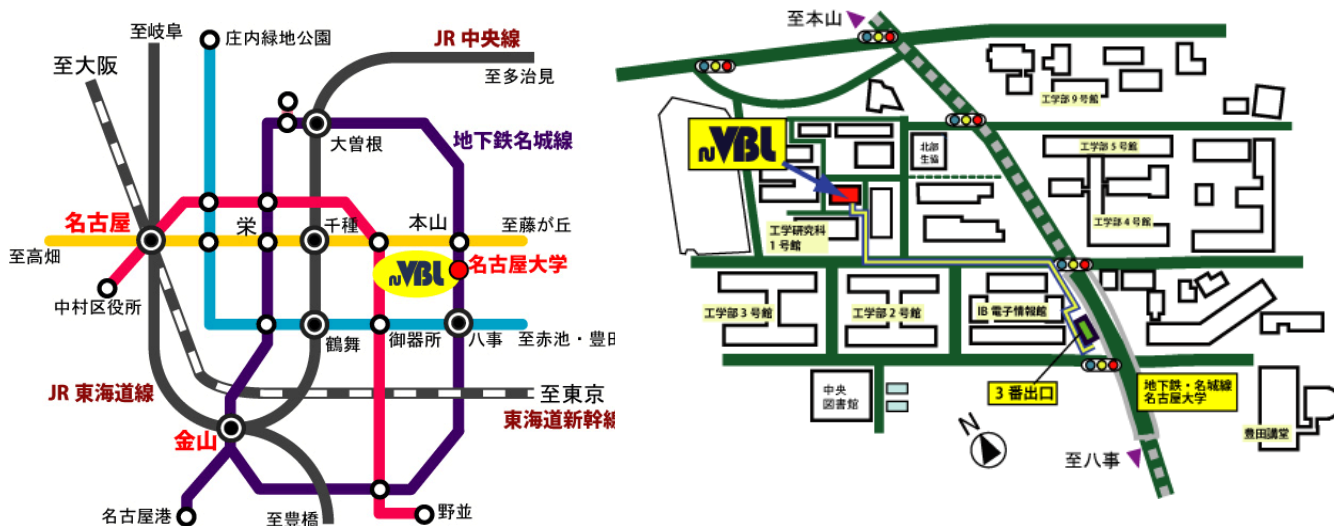 至岐阜
庄内緑地公園
JR 中央線
至大阪
至多治見
大曽根
地下鉄名城線
名古屋
栄
千種
本山
至藤が丘
至高畑
NVBL
名古屋大学
中村区役所
鶴舞
御器所
八事
至赤池・豊田
JR 東海道線
至東京
東海道新幹線
金山
名古屋港
至豊橋
野並
至本山
工学部9号館
NVBL
北部
生協
工学部5号館
工学部4号館
工学研究科
1号館
工学部3号館
工学部2号館
IB電子情報館
中央
図書館
3番出口
地下鉄・名城線
名古屋大学
N
至八事
豊田講堂